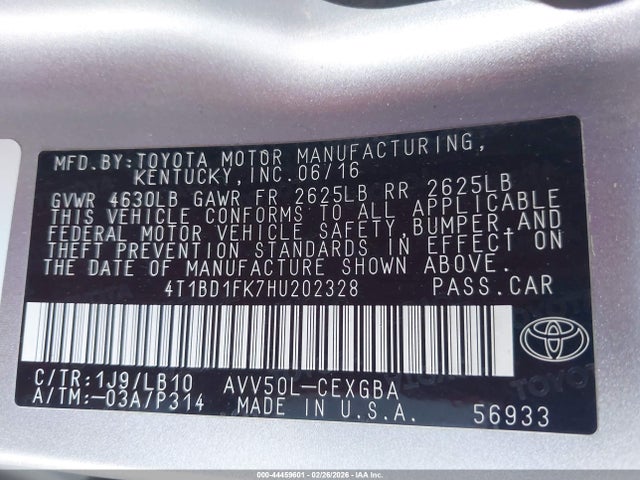 MFD.BY:TOYOTA MOTOR MANUFACTURING,
KENTUCKY,INC.06/16
GVWR 4630LB GAWR FR 2625LB RR 2625LB
THIS VEHICLE CONFORMS TO ALL APPLICABLE
FEDERAL MOTOR VEHICLE SAFETY,BUMPER,AND
THEFT PREVENTION STANDARDS IN EFFECT ON
THE DATE OF MANUFACTURE SHOWN ABOVE.
4T1BD1FK7HU202328 PASS.CAR
C/TR:1J9/LB10 AVV50L-CEXGBA
A/TM:-03A/P314 MADE IN U.S.A. 56933
TOYOTA
000-44459601 - 02/26/2026 - IAA Inc.